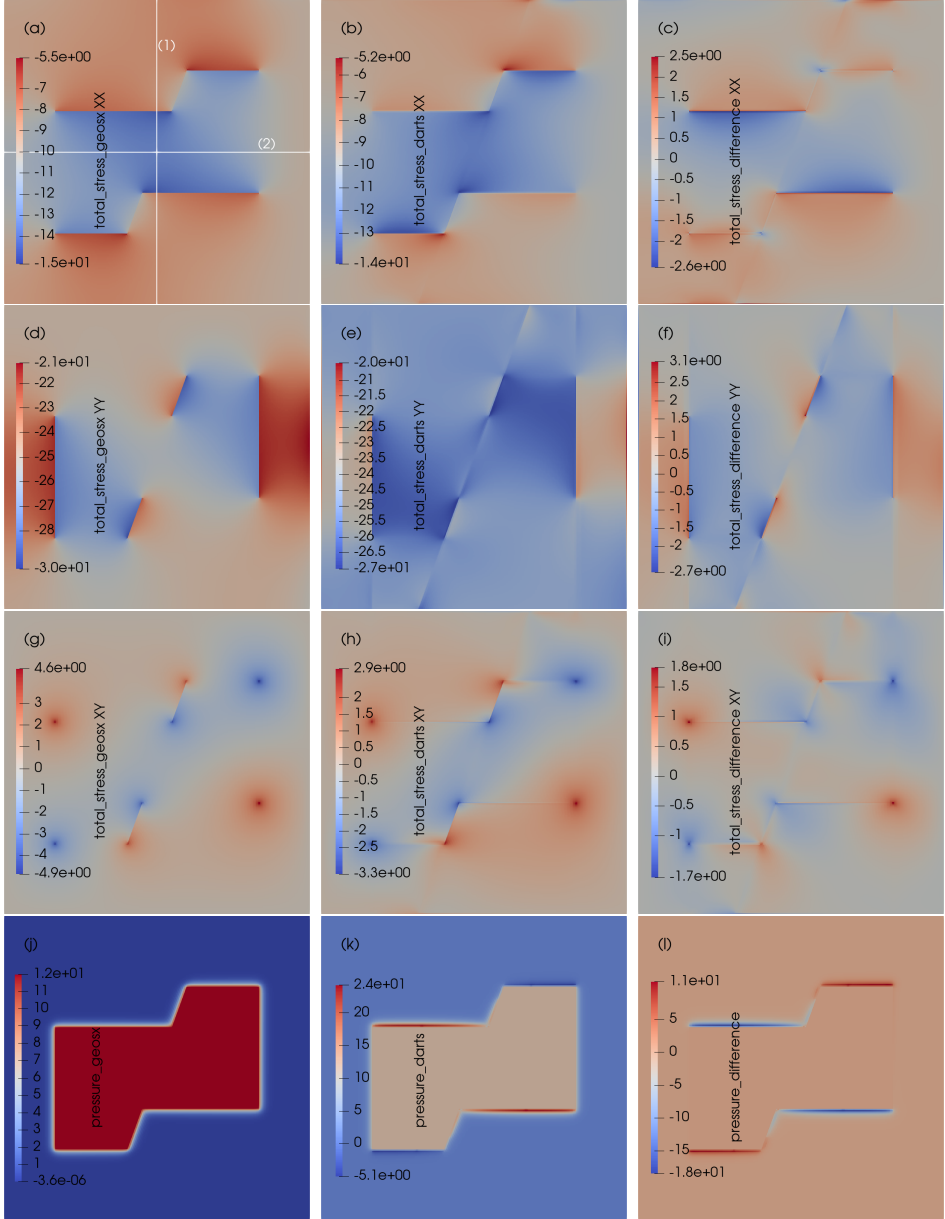 (a)
(1)
-5.5e+00
-8
-9
-10
-11
-12
-14
-1.5e+01
total_stress_geosx XX
(2)
(b)
-5.2e+00
-6
-7
-8
-9
-10
-11
-13
-1.4e+01
total_stress_darts XX
(c)
2.5e+00
2
1.5
1
0.5
0
-0.5
-1
-2
-2.6e+00
total_stress_difference XX
(d)
-2.1e+01
-22
-23
-24
-25
-26
-27
-28
-3.0e+01
total_stress_geosx YY
(e)
-2.0e+01
-21
-21.5
-22
-22.5
-23
-23.5
-24
-24.5
-25
-25.5
-26
-26.5
-2.7e+01
total_stress_darts YY
(f)
3.1e+00
2.5
2
1.5
1
0.5
0
-0.5
-1
-1.5
-2
-2.7e+00
total_stress_difference YY
(g)
4.6e+00
3
2
1
0
-1
-2
-3
-4
-4.9e+00
total_stress_geosx XY
(h)
2.9e+00
2
1.5
1
0.5
0
-0.5
-1
-1.5
-2
-2.5
-3.3e+00
total_stress_darts XY
(i)
1.8e+00
1.5
1
0.5
0
-0.5
-1
-1.7e+00
total_stress_difference XY
(j)
1.2e+01
11
10
9
8
7
6
5
4
3
2
1
-3.6e-06
pressure_geosx
(k)
2.4e+01
20
15
10
5
0
-5.1e+00
pressure_darts
(l)
1.1e+01
5
0
-5
-10
-15
-1.8e+01
pressure_difference